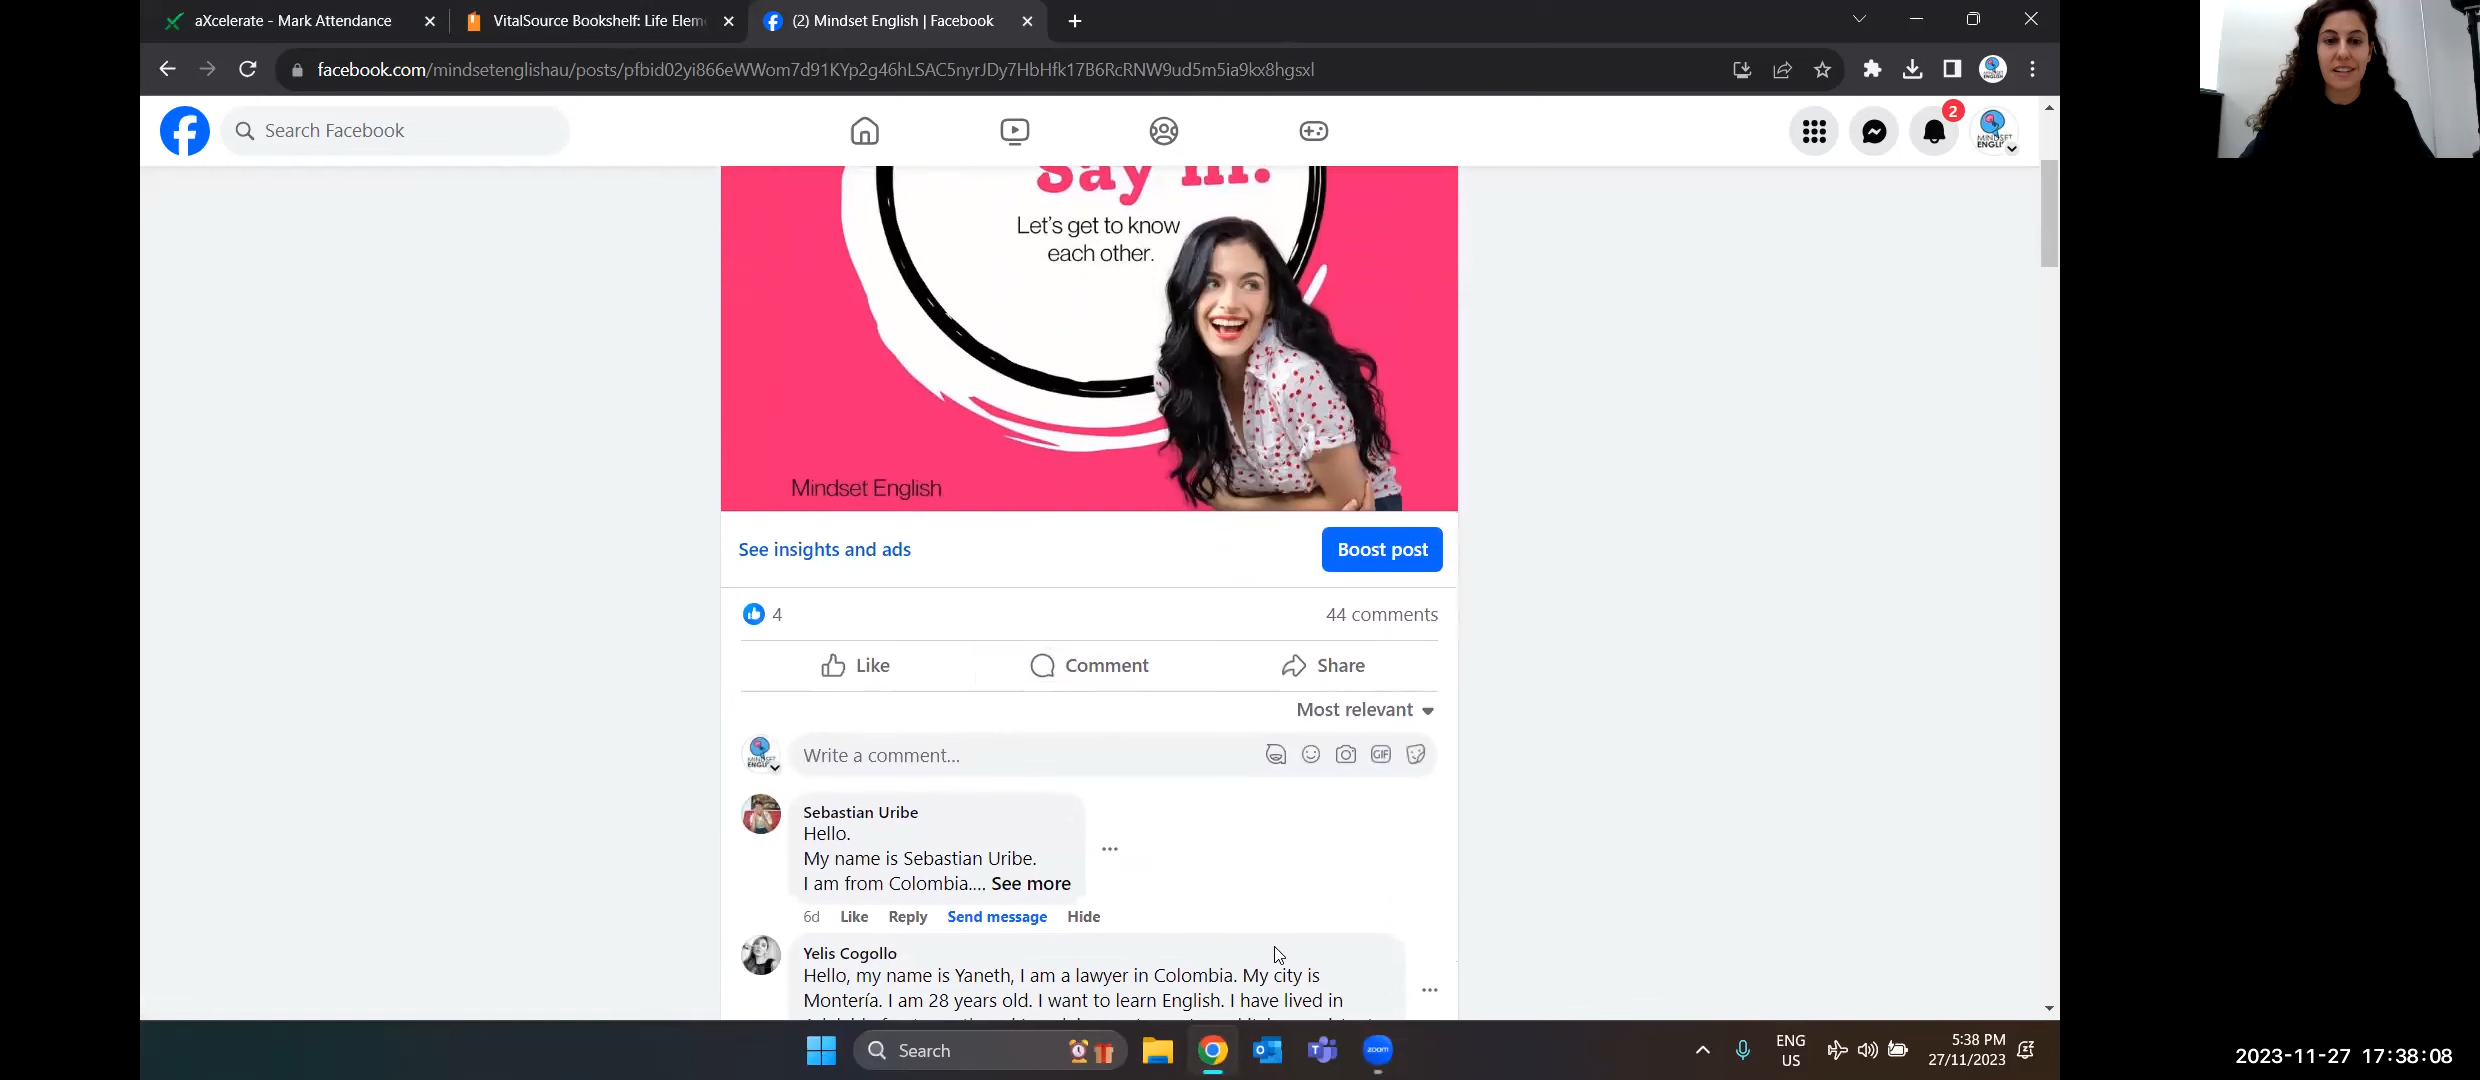 aXcelerate - Mark Attendance
VitalSource Bookshelf: Life Elem
(2) Mindset English | Facebook
facebook.com/mindsetenglishau/posts/pfbid02yi866eWWom7d91KYp2g46hLSAC5nyrJDy7HbHfk17B6RcRNW9ud5m5ia9kx8hgsxl
Search Facebook
2
MINDSET
Say hi!
Let's get to know
each other.
Mindset English
See insights and ads
Boost post
4
44 comments
Like
Comment
Share
Most relevant
Write a comment...
GIF
Sebastian Uribe
Hello.
My name is Sebastian Uribe.
I am from Colombia.... See more
6d Like Reply Send message Hide
Yelis Cogollo
Hello, my name is Yaneth, I am a lawyer in Colombia. My city is
Montería. I am 28 years old. I want to learn English. I have lived in
Search
zoom
ENG
US
5:38 PM
27/11/2023
2023-11-27 17:38:08